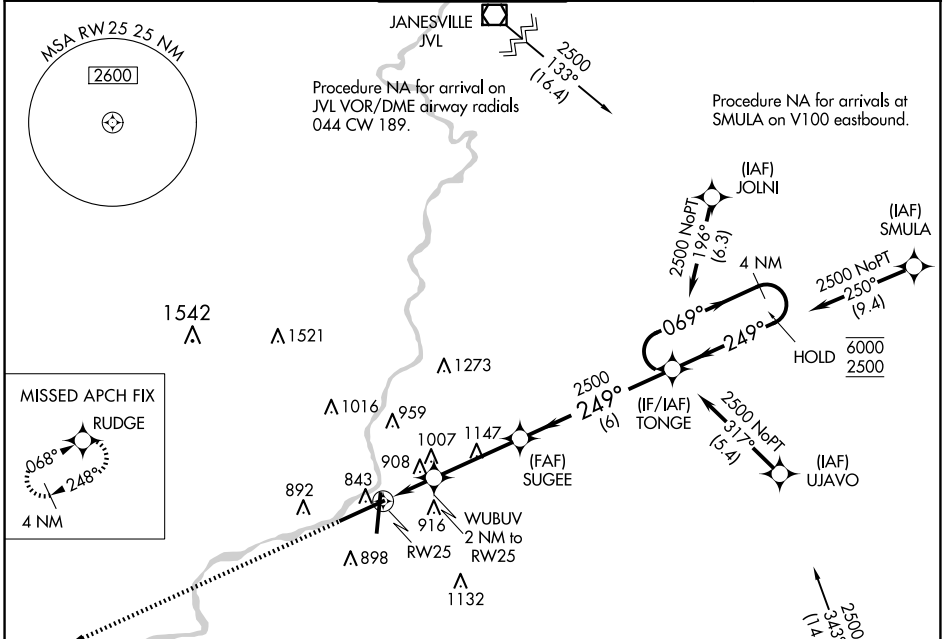 JANESVILLE
JVL
2500
133°
(16.4)
MSA RW25 25 NM
2600
Procedure NA for arrival on
JVL VOR/DME airway radials
044 CW 189.
Procedure NA for arrivals at
SMULA on V100 eastbound.
(IAF)
JOLNI
2500 NoPT
196°
(6.3)
(IAF)
SMULA
2500 NoPT
250°
(9.4)
4 NM
069°
249°
HOLD
6000
2500
1542
1521
1273
1016
959
2500
249°
(6)
(IF/IAF)
TONGE
2500 NoPT
317°
(5.4)
(IAF)
UJAVO
MISSED APCH FIX
RUDGE
068°
248°
4 NM
1007
1147
908
(FAF)
SUGEE
892
843
916
WUBUV
2 NM to
RW25
RW25
898
1132
2500
343°
(14